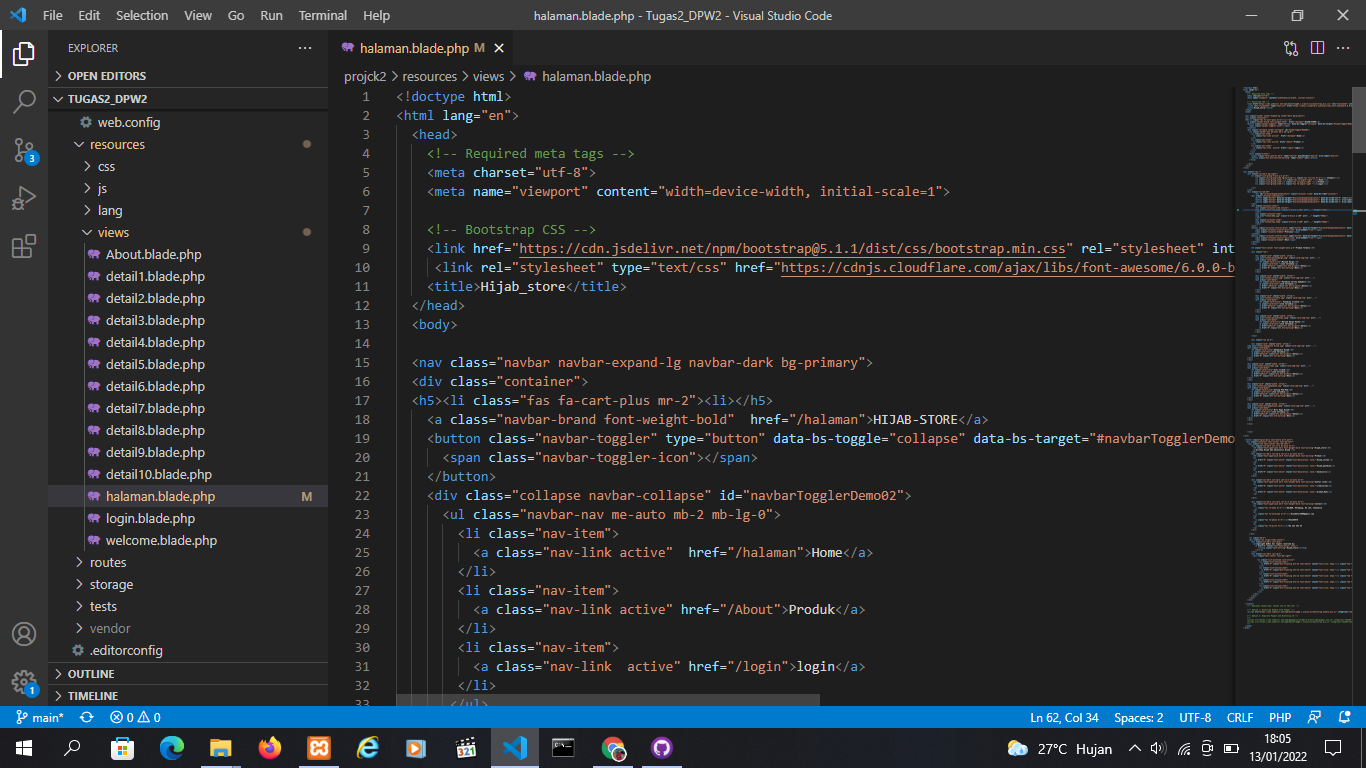 File Edit Selection View Go Run Terminal Help
halaman.blade.php - Tugas2_DPW2 - Visual Studio Code
EXPLORER
OPEN EDITORS
TUGAS2_DPW2
web.config
resources
css
js
lang
views
About.blade.php
detail1.blade.php
detail2.blade.php
detail3.blade.php
detail4.blade.php
detail5.blade.php
detail6.blade.php
detail7.blade.php
detail8.blade.php
detail9.blade.php
detail10.blade.php
halaman.blade.php M
login.blade.php
welcome.blade.php
routes
storage
tests
vendor
.editorconfig
OUTLINE
TIMELINE
3
1
halaman.blade.php M
projck2 > resources > views > halaman.blade.php
1 <!doctype html>
2 <html lang="en">
3 <head>
4 <!-- Required meta tags -->
5 <meta charset="utf-8">
6 <meta name="viewport" content="width=device-width, initial-scale=1">
7
8 <!-- Bootstrap CSS -->
9 <link href="https://cdn.jsdelivr.net/npm/bootstrap@5.1.1/dist/css/bootstrap.min.css" rel="stylesheet" int
10 <link rel="stylesheet" type="text/css" href="https://cdnjs.cloudflare.com/ajax/libs/font-awesome/6.0.0-b
11 <title>Hijab_store</title>
12 </head>
13 <body>
14
15 <nav class="navbar navbar-expand-lg navbar-dark bg-primary">
16 <div class="container">
17 <h5><li class="fas fa-cart-plus mr-2"><li></h5>
18 <a class="navbar-brand font-weight-bold"  href="/halaman">HIJAB-STORE</a>
19 <button class="navbar-toggler" type="button" data-bs-toggle="collapse" data-bs-target="#navbarTogglerDemo
20 <span class="navbar-toggler-icon"></span>
21 </button>
22 <div class="collapse navbar-collapse" id="navbarTogglerDemo02">
23 <ul class="navbar-nav me-auto mb-2 mb-lg-0">
24 <li class="nav-item">
25 <a class="nav-link active"  href="/halaman">Home</a>
26 </li>
27 <li class="nav-item">
28 <a class="nav-link active" href="/About">Produk</a>
29 </li>
30 <li class="nav-item">
31 <a class="nav-link  active" href="/login">login</a>
32 </li>
33 </ul>
main* 0 0
Ln 62, Col 34 Spaces: 2 UTF-8 CRLF PHP
27°C Hujan
18:05
13/01/2022